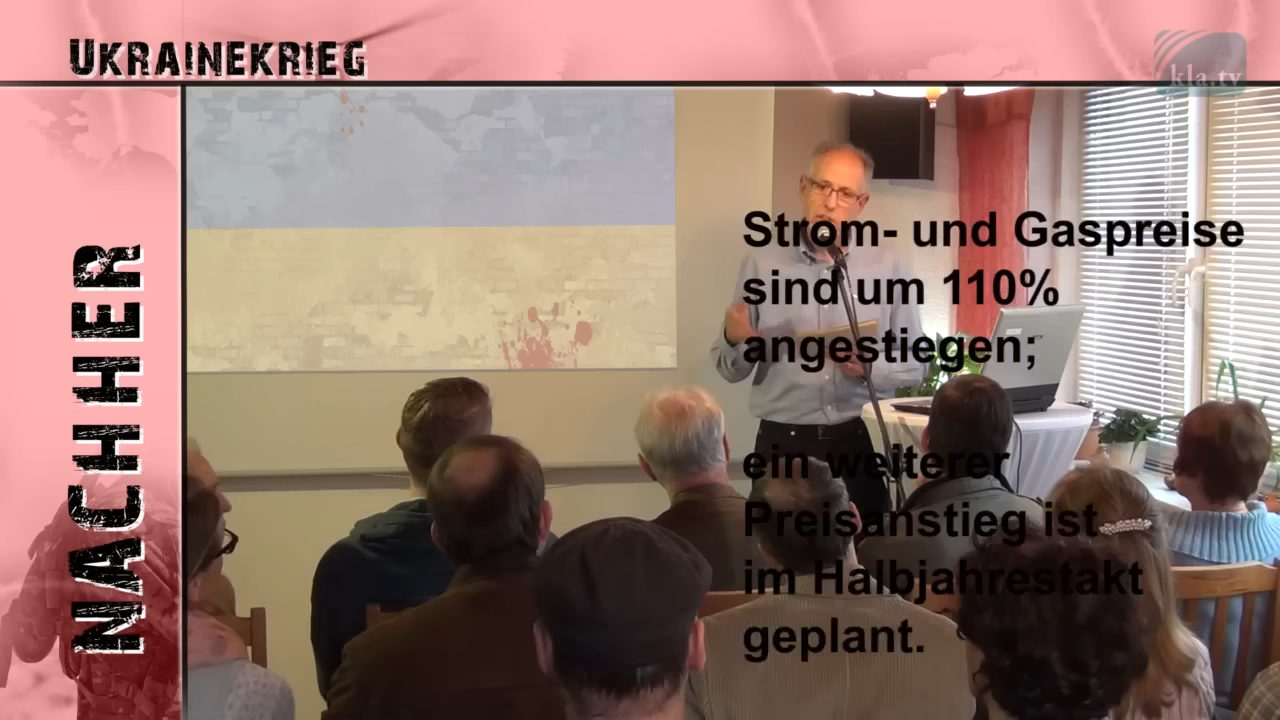 UKRAINEKRIEG
kla.tv
NACHHER
Strom- und Gaspreise
sind um 110%
angestiegen;
ein weiterer
Preisanstieg ist
im Halbjahrestakt
geplant.